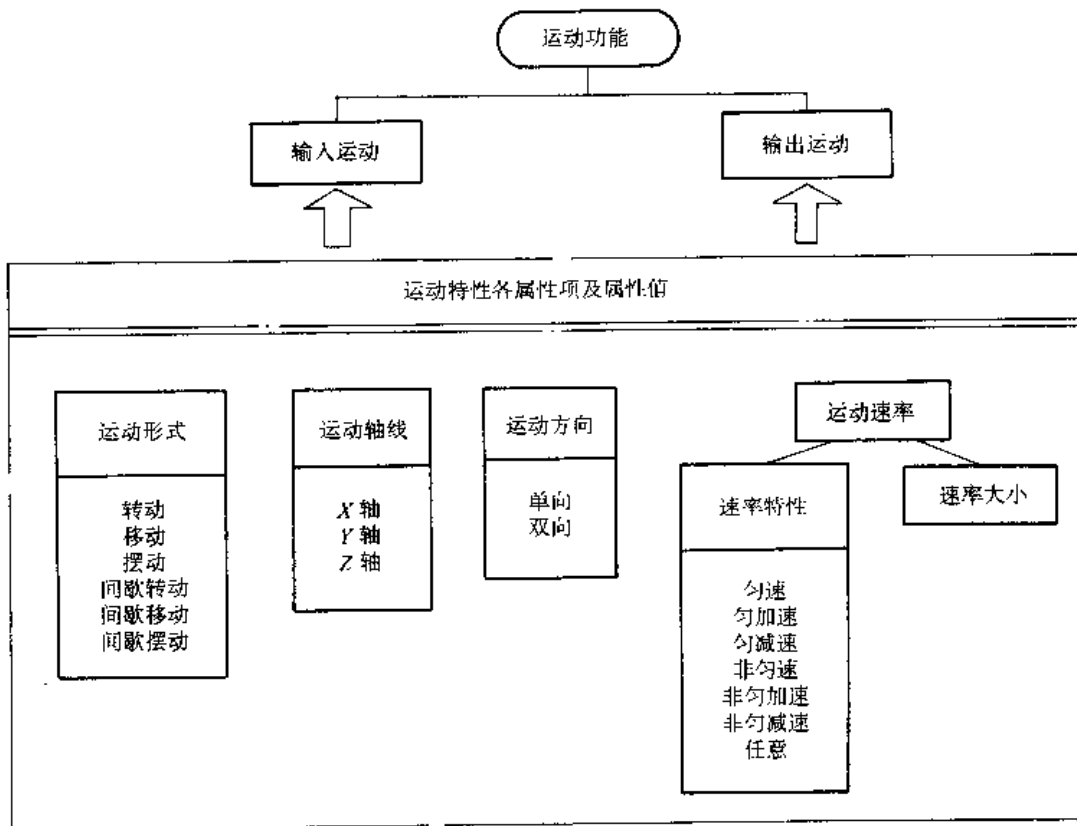 运动功能
输入运动
输出运动
运动特性各属性项及属性值
运动形式
转动
移动
摆动
间歇转动
间歇移动
间歇摆动
运动轴线
X 轴
Y 轴
Z 轴
运动方向
单向
双向
运动速率
速率特性
匀速
匀加速
匀减速
非匀速
非匀加速
非匀减速
任意
速率大小